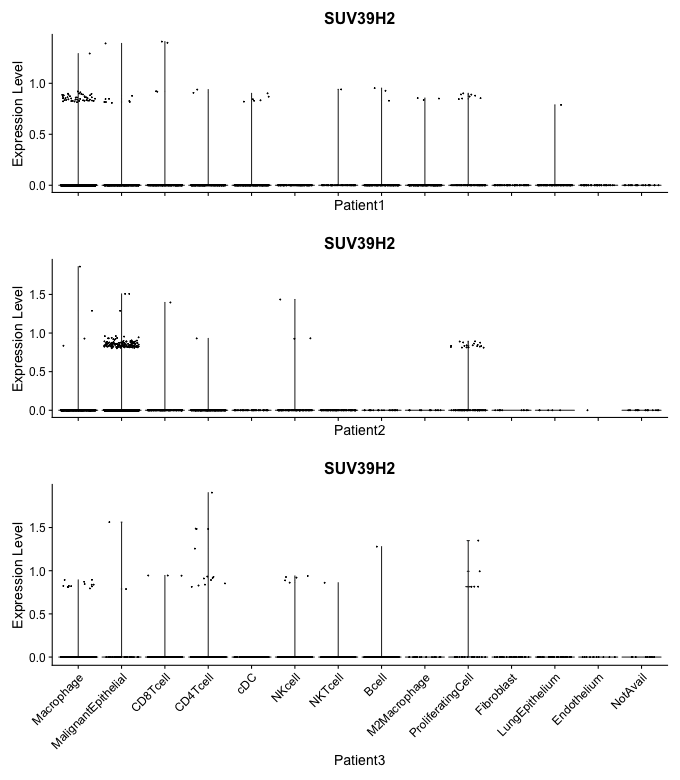 SUV39H2
Expression Level
1.0
0.5
0.0
Patient1
SUV39H2
Expression Level
1.5
1.0
0.5
0.0
Patient2
SUV39H2
Expression Level
1.5
1.0
0.5
0.0
Macrophage
MalignantEpithelial
CD8Tcell
CD4Tcell
cDC
NKcell
NKTcell
Bcell
M2Macrophage
ProliferatingCell
Fibroblast
LungEpithelium
Endothelium
NotAvail
Patient3